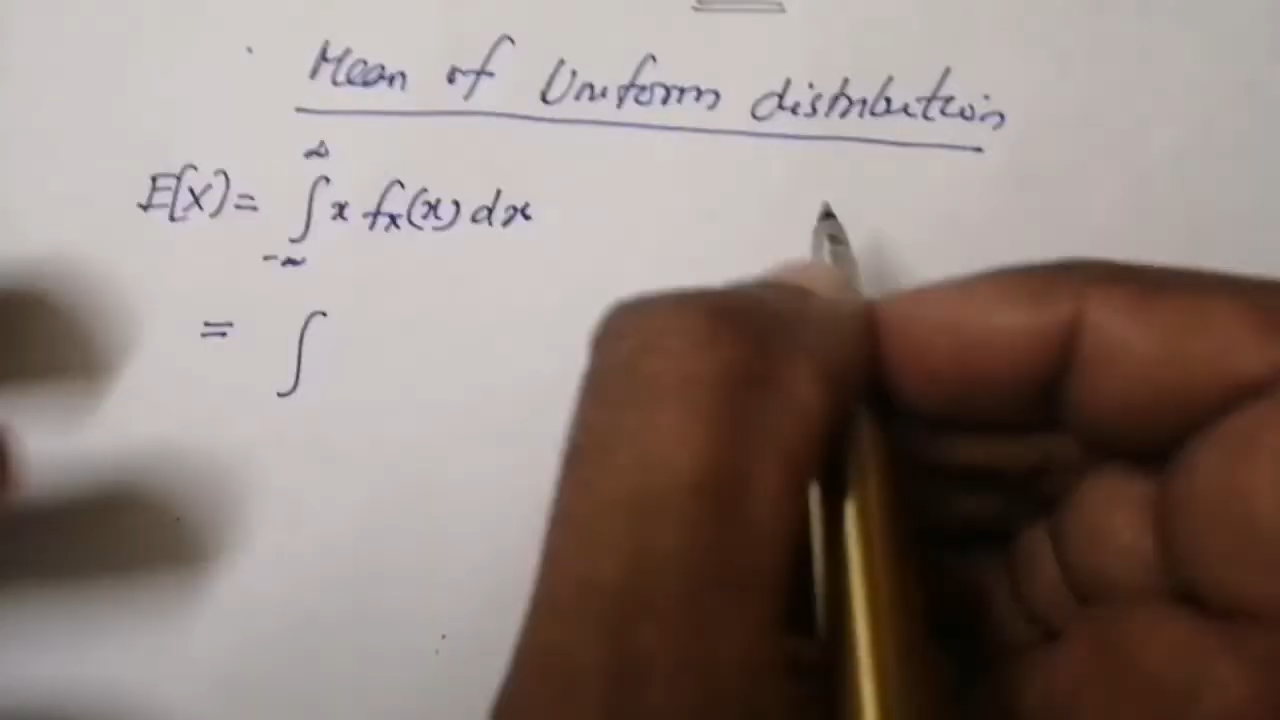 Mean of Uniform distribution
E[X) = ∫_{-∞}^{∞} x fx(x) dx
= ∫